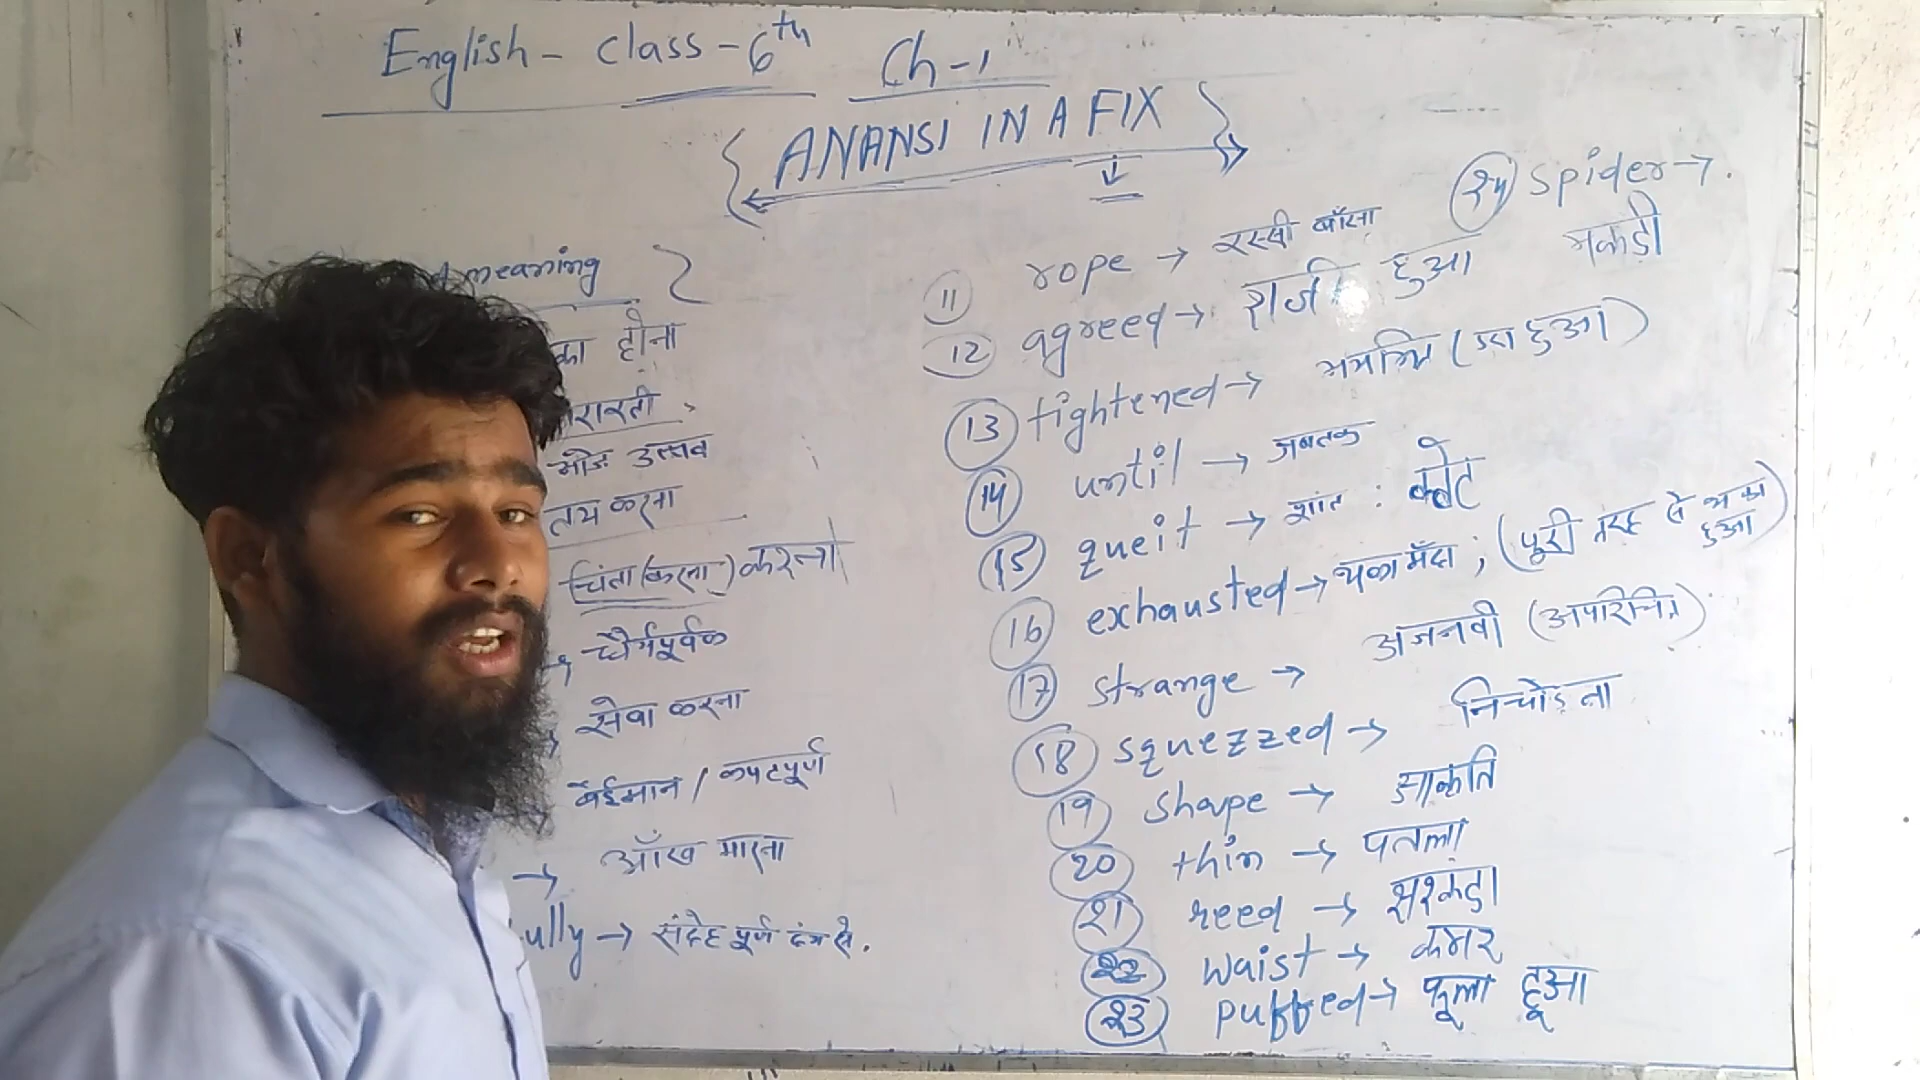 English - Class - 6th Ch-1
{ ANANSI IN A FIX }
meaning }
का होना
रारती
भोज उत्सव
तय करना
चिंता (करना) करना
→ धैर्यपूर्वक
→ सेवा करना
बेईमान / कपटपूर्ण
→ आँख मारना
ully → संदेह पूर्ण ढंग से.
11 rope → रस्सी
12 agreed → राजी हुआ
13 tightened →
14 until → जबतक
15 queit → शांत : क्वेट
16 exhausted → थका मँदा ; (पूरी तरह से थका हुआ)
17 strange → अजनवी (अपरिचित)
18 squezzed → निचोड़ना
19 shape → आकृति
20 thin → पतला
21 reed → सरकंडा
22 waist → कमर
23 puffed → फूला हुआ
24 spider → .
मकड़ी